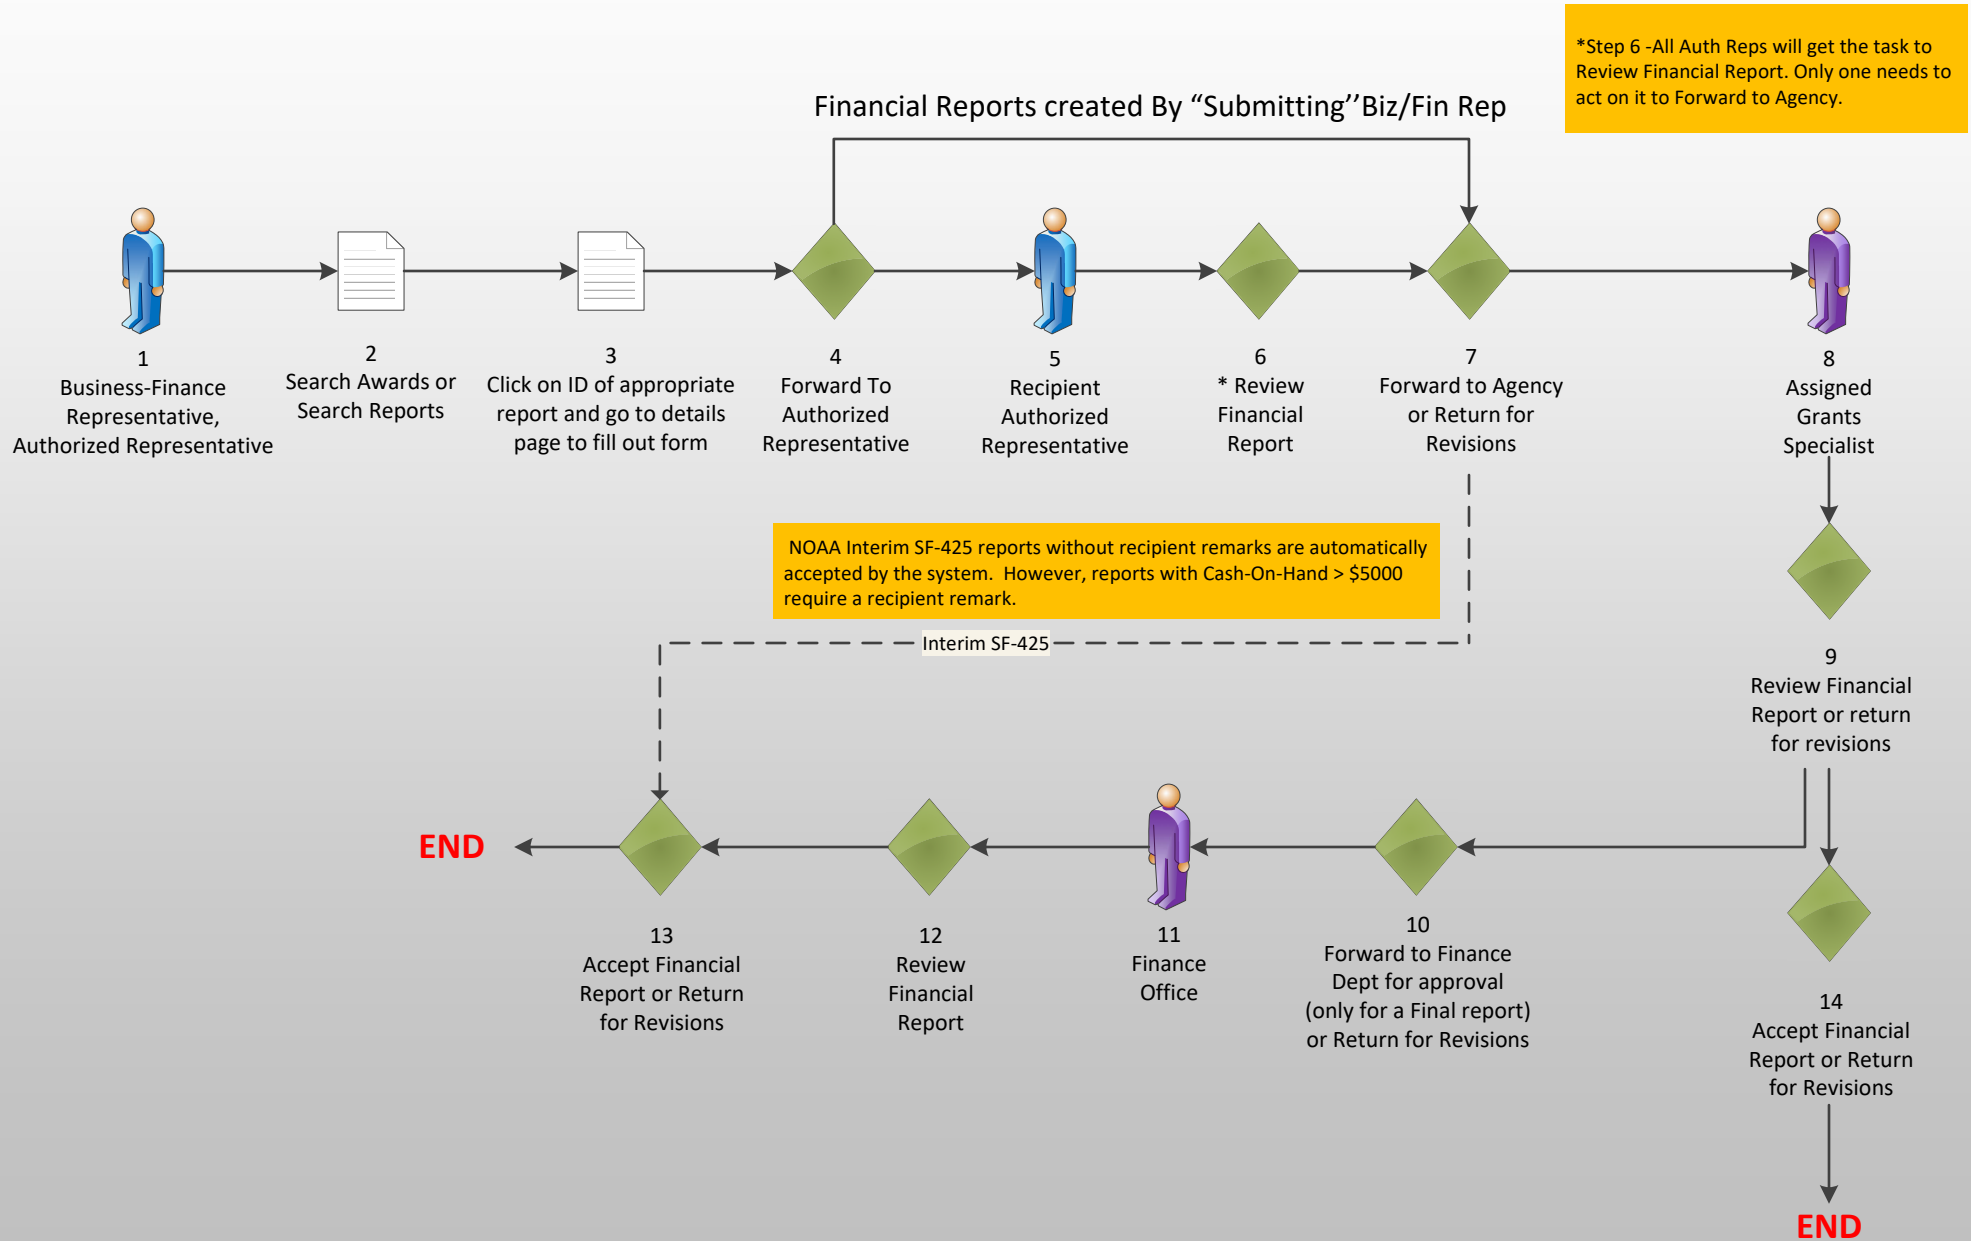 *Step 6 -All Auth Reps will get the task to
Review Financial Report. Only one needs to
act on it to Forward to Agency.
Financial Reports created By “Submitting’’Biz/Fin Rep
1
Business-Finance
Representative,
Authorized Representative
2
Search Awards or
Search Reports
3
Click on ID of appropriate
report and go to details
page to fill out form
4
Forward To
Authorized
Representative
5
Recipient
Authorized
Representative
6
* Review
Financial
Report
7
Forward to Agency
or Return for
Revisions
8
Assigned
Grants
Specialist
NOAA Interim SF-425 reports without recipient remarks are automatically
accepted by the system.  However, reports with Cash-On-Hand > $5000
require a recipient remark.
Interim SF-425
9
Review Financial
Report or return
for revisions
END
13
Accept Financial
Report or Return
for Revisions
12
Review
Financial
Report
11
Finance
Office
10
Forward to Finance
Dept for approval
(only for a Final report)
or Return for Revisions
14
Accept Financial
Report or Return
for Revisions
END